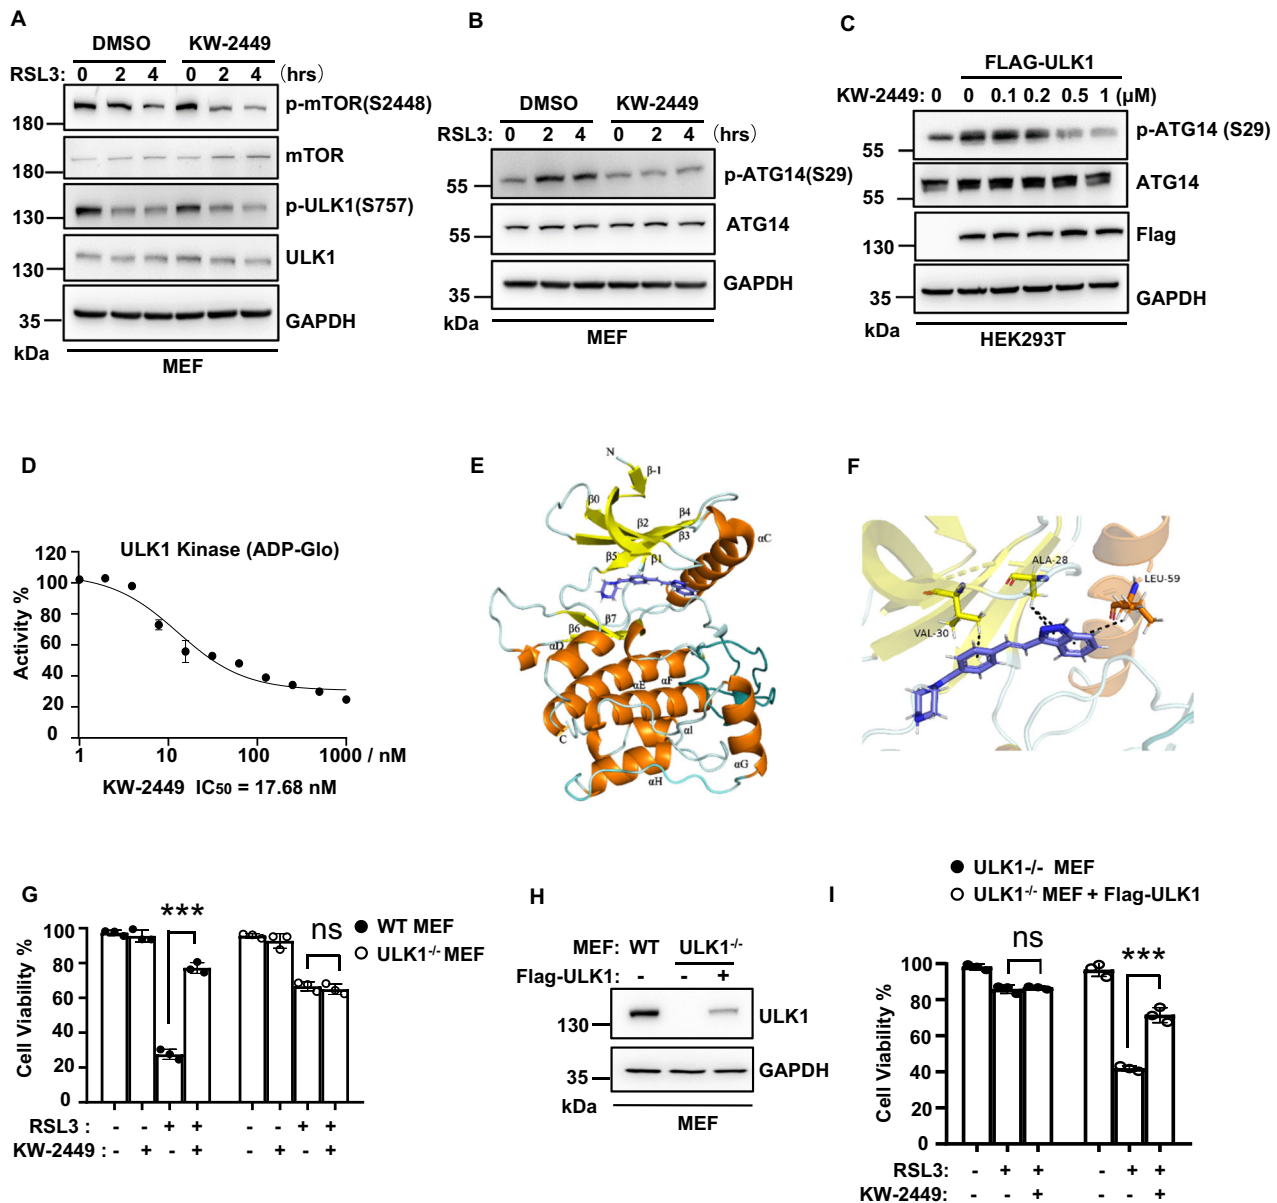 A
DMSO KW-2449
RSL3: 0 2 4 0 2 4 (hrs)
p-mTOR(S2448)
180
mTOR
180
p-ULK1(S757)
130
ULK1
130
GAPDH
35
kDa
MEF
B
DMSO KW-2449
RSL3: 0 2 4 0 2 4 (hrs)
p-ATG14(S29)
55
ATG14
55
GAPDH
35
kDa
MEF
C
FLAG-ULK1
KW-2449: 0 0 0.1 0.2 0.5 1 (μM)
p-ATG14 (S29)
55
ATG14
55
Flag
130
GAPDH
35
kDa
HEK293T
D
ULK1 Kinase (ADP-Glo)
Activity %
120
100
80
60
40
20
0
1 10 100 1000 / nM
KW-2449 IC50 = 17.68 nM
E
N
β-1
β0
β4
β2
β3
αC
β5
β1
β7
β6
αD
αE
αF
C
αI
αG
αH
F
ALA-28
LEU-59
VAL-30
G
Cell Viability %
100
80
60
40
20
0
***
ns
WT MEF
ULK1-/- MEF
RSL3 : - - + + - - + +
KW-2449 : - + - + - + - +
H
MEF: WT ULK1-/-
Flag-ULK1: - - +
ULK1
130
GAPDH
35
kDa
MEF
I
ULK1-/- MEF
ULK1-/- MEF + Flag-ULK1
Cell Viability %
100
80
60
40
20
0
ns
***
RSL3: - + + - + +
KW-2449: - - + - - +